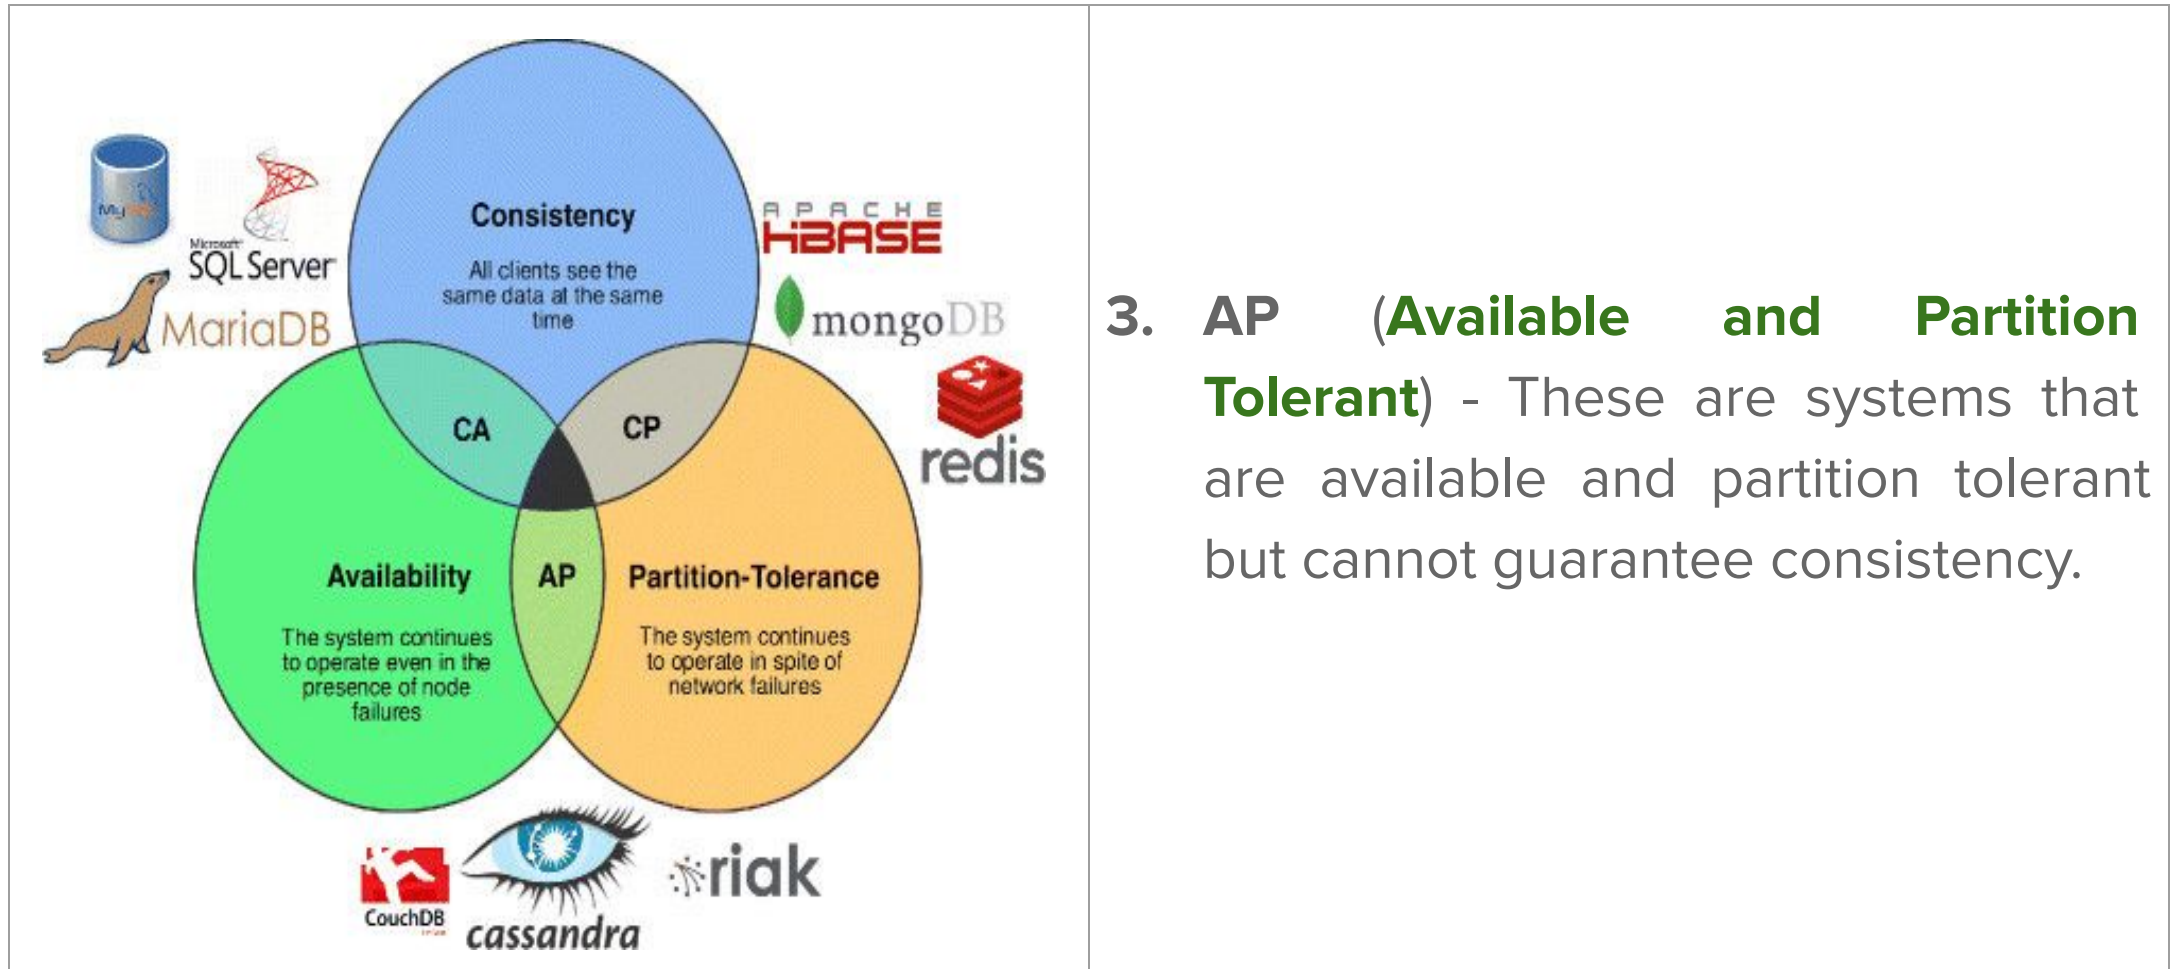 MySQL
Microsoft
SQL Server
MariaDB
Consistency
All clients see the
same data at the same
time
APACHE
HBASE
mongoDB
redis
CA
CP
Availability
The system continues
to operate even in the
presence of node
failures
AP
Partition-Tolerance
The system continues
to operate in spite of
network failures
CouchDB
cassandra
riak
3. AP (Available and Partition
Tolerant) - These are systems that
are available and partition tolerant
but cannot guarantee consistency.